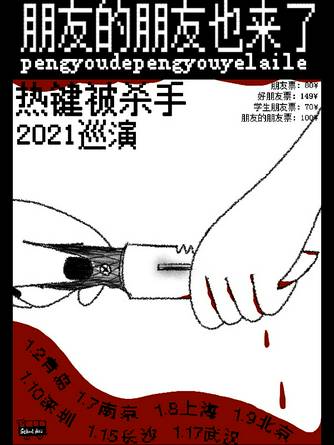 朋友的朋友也来了
pengyoudepengyouyelaile
热键被杀手
2021巡演
朋友票：80¥
好朋友票：149¥
学生朋友票：70¥
朋友的朋友票：100¥
1.2青岛
1.7南京
1.8上海
1.9北京
1.10深圳
1.15长沙
1.17武汉
School Bar